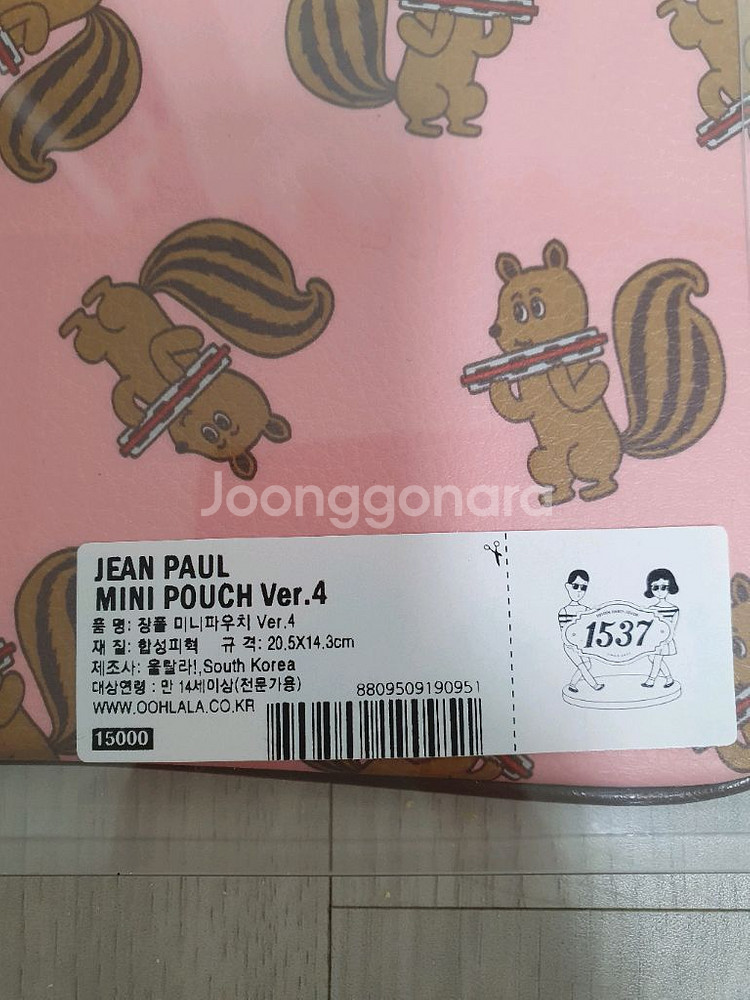 Joonggonara
JEAN PAUL
MINI POUCH Ver.4
품 명: 장폴 미니파우치 Ver.4
재 질: 합성피혁 규 격: 20.5X14.3cm
제조사: 울랄라!,South Korea
대상연령 : 만 14세이상(전문가용)
8809509190951
WWW.OOHLALA.CO.KR
15000
1537